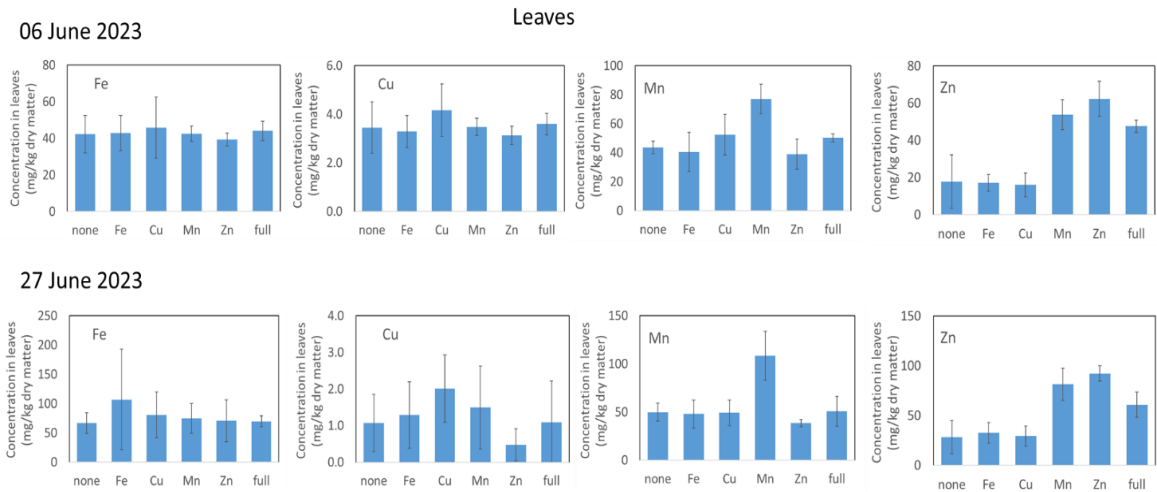 Leaves
06 June 2023
Concentration in leaves
(mg/kg dry matter)
Fe
80
60
40
20
0
none Fe Cu Mn Zn full
Concentration in leaves
(mg/kg dry matter)
Cu
6.0
4.0
2.0
0.0
none Fe Cu Mn Zn full
Concentration in leaves
(mg/kg dry matter)
Mn
100
80
60
40
20
0
none Fe Cu Mn Zn full
Concentration in leaves
(mg/kg dry matter)
Zn
80
60
40
20
0
none Fe Cu Mn Zn full
27 June 2023
Concentration in leaves
(mg/kg dry matter)
Fe
250
200
150
100
50
0
none Fe Cu Mn Zn full
Concentration in leaves
(mg/kg dry matter)
Cu
4.0
3.0
2.0
1.0
0.0
none Fe Cu Mn Zn full
Concentration in leaves
(mg/kg dry matter)
Mn
150
100
50
0
none Fe Cu Mn Zn full
Concentration in leaves
(mg/kg dry matter)
Zn
150
100
50
0
none Fe Cu Mn Zn full